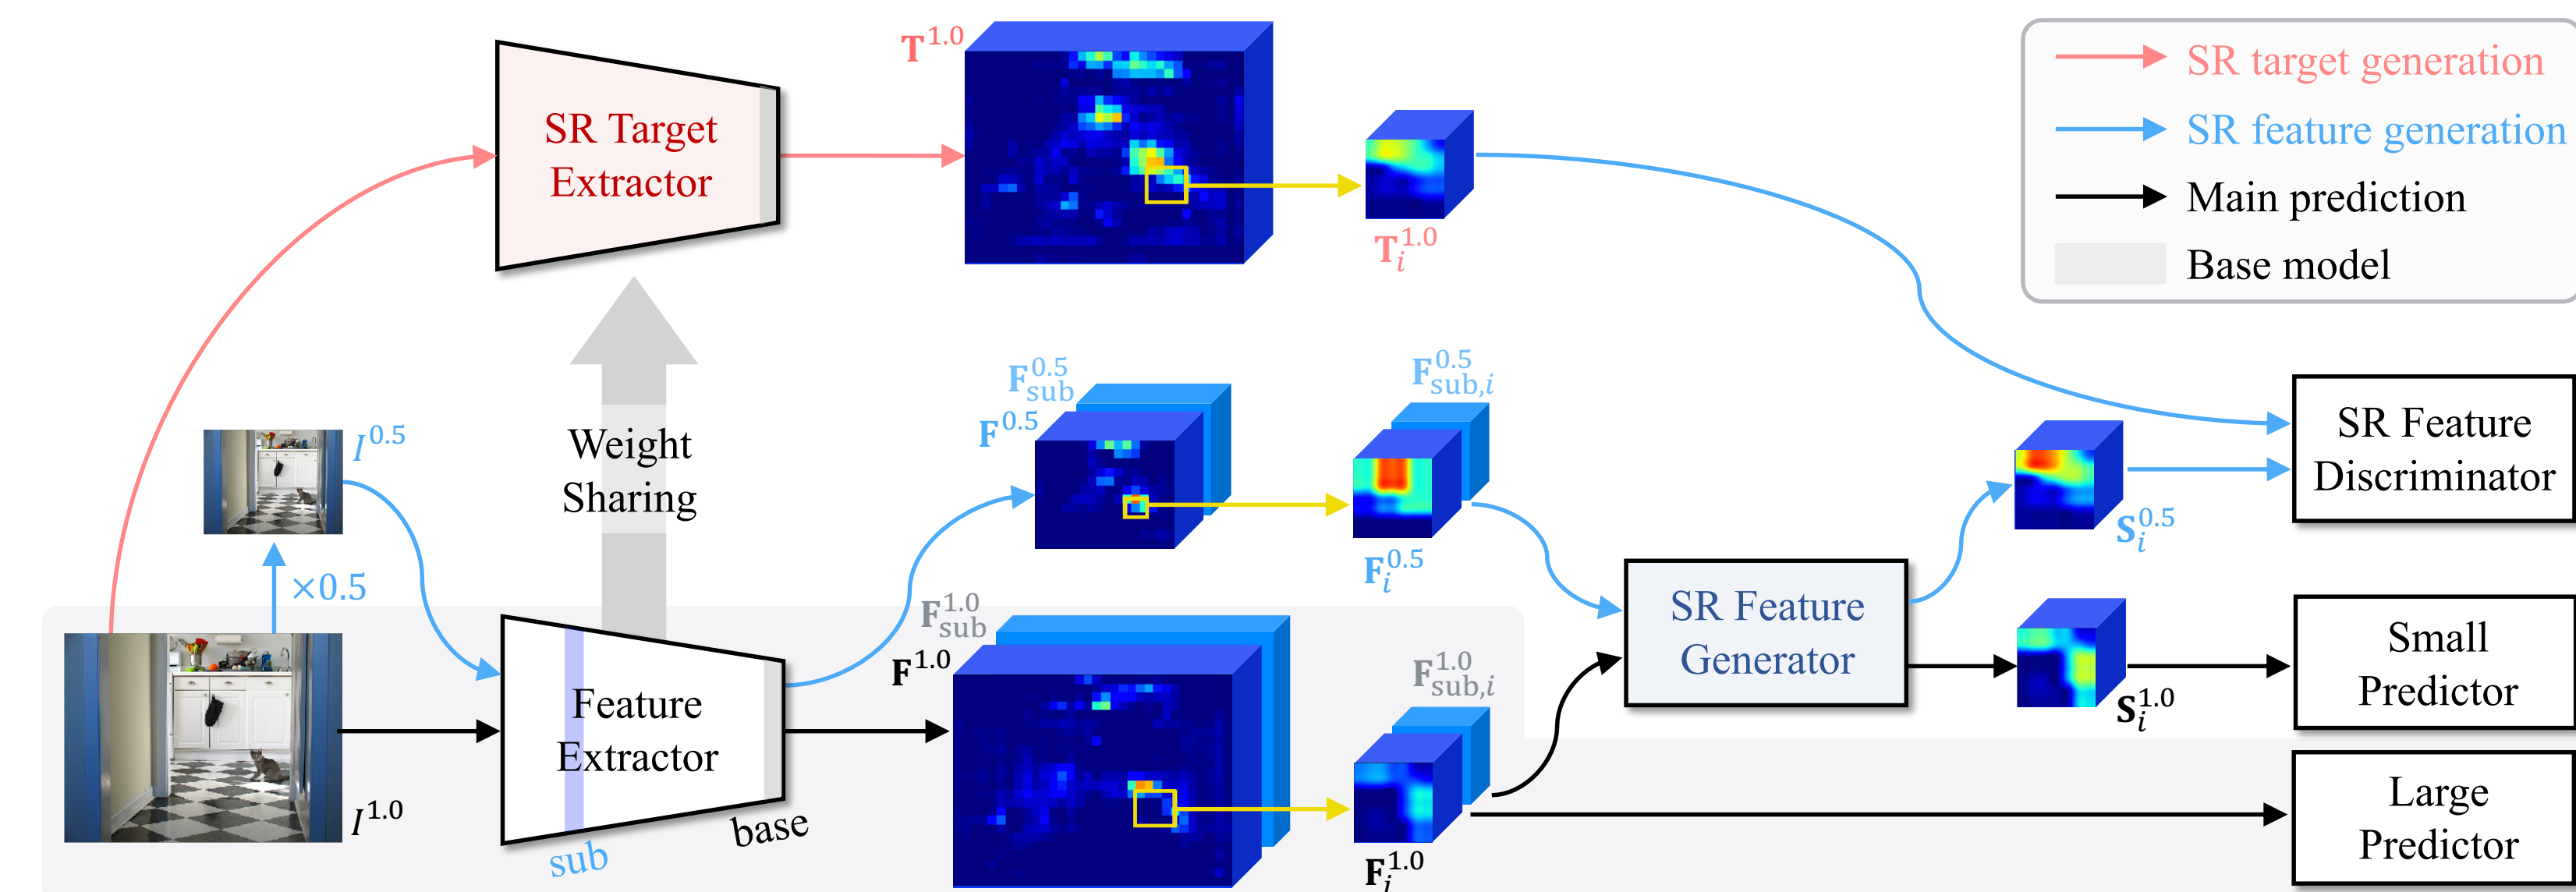 SR target generation
SR feature generation
Main prediction
Base model
SR Target
Extractor
T^1.0
T_i^1.0
Weight
Sharing
I^0.5
×0.5
I^1.0
Feature
Extractor
sub
base
F_sub^0.5
F^0.5
F_sub,i^0.5
F_i^0.5
F_sub^1.0
F^1.0
F_sub,i^1.0
F_i^1.0
SR Feature
Generator
S_i^0.5
S_i^1.0
SR Feature
Discriminator
Small
Predictor
Large
Predictor